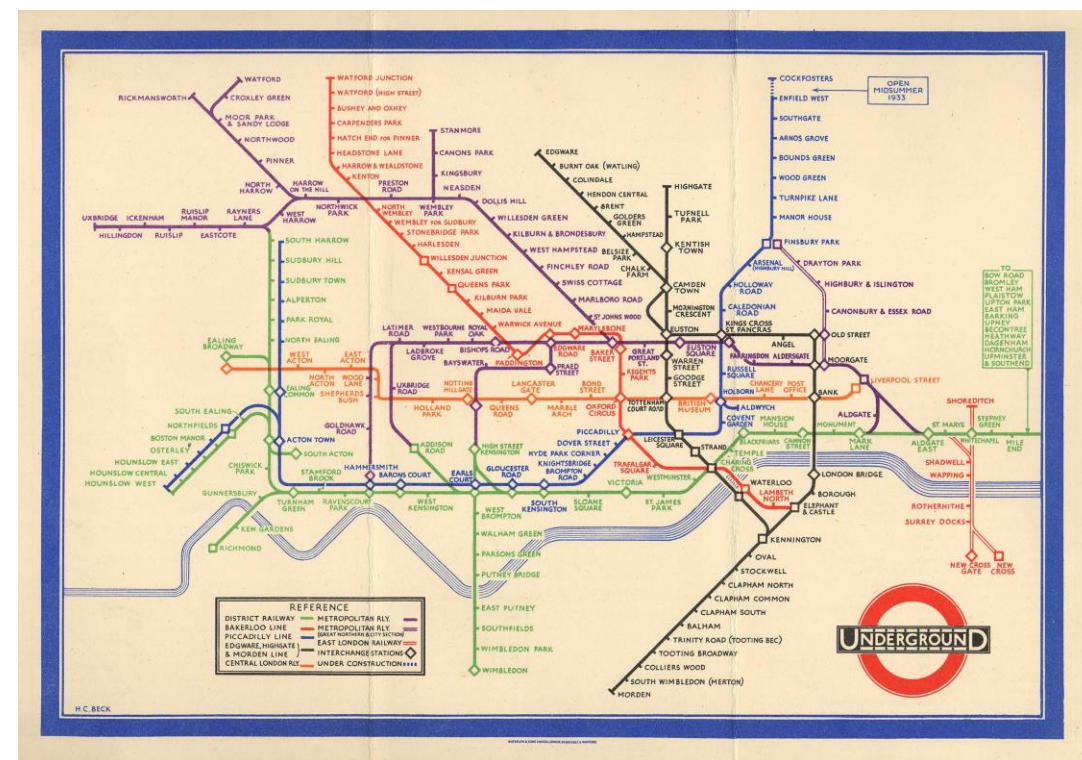 WATFORD
CROXLEY GREEN
RICKMANSWORTH
MOOR PARK
& SANDY LODGE
NORTHWOOD
PINNER
NORTH
HARROW
HARROW
ON THE HILL
NORTHWICK
PARK
PRESTON
ROAD
WEMBLEY
PARK
NEASDEN
STANMORE
CANONS PARK
KINGSBURY
DOLLIS HILL
WILLESDEN GREEN
KILBURN & BRONDESBURY
WEST HAMPSTEAD
FINCHLEY ROAD
SWISS COTTAGE
MARLBORO ROAD
ST JOHNS WOOD
UXBRIDGE
ICKENHAM
RUISLIP
MANOR
RAYNERS
LANE
WEST
HARROW
HILLINGDON
RUISLIP
EASTCOTE
WATFORD JUNCTION
WATFORD (HIGH STREET)
BUSHEY AND OXHEY
CARPENDERS PARK
HATCH END FOR PINNER
HEADSTONE LANE
HARROW & WEALDSTONE
KENTON
NORTH
WEMBLEY
WEMBLEY FOR SUDBURY
STONEBRIDGE PARK
HARLESDEN
WILLESDEN JUNCTION
KENSAL GREEN
QUEENS PARK
KILBURN PARK
MAIDA VALE
WARWICK AVENUE
PADDINGTON
EDGWARE
ROAD
MARYLEBONE
BAKER
STREET
REGENTS
PARK
OXFORD
CIRCUS
EDGWARE
BURNT OAK (WATLING)
COLINDALE
HENDON CENTRAL
BRENT
GOLDERS
GREEN
HAMPSTEAD
BELSIZE
PARK
CHALK
FARM
HIGHGATE
TUFNELL
PARK
KENTISH
TOWN
CAMDEN
TOWN
MORNINGTON
CRESCENT
EUSTON
WARREN
STREET
GOODGE
STREET
TOTTENHAM
COURT ROAD
LEICESTER
SQUARE
STRAND
CHARING
CROSS
WATERLOO
COCKFOSTERS
OPEN
MIDSUMMER
1933
ENFIELD WEST
SOUTHGATE
ARNOS GROVE
BOUNDS GREEN
WOOD GREEN
TURNPIKE LANE
MANOR HOUSE
FINSBURY PARK
ARSENAL
(HIGHBURY HILL)
HOLLOWAY
ROAD
CALEDONIAN
ROAD
KINGS CROSS
ST. PANCRAS
RUSSELL
SQUARE
HOLBORN
ALDWYCH
COVENT
GARDEN
DRAYTON PARK
HIGHBURY & ISLINGTON
CANONBURY & ESSEX ROAD
OLD STREET
ANGEL
MOORGATE
FARRINGDON
ALDERSGATE
LATIMER
ROAD
WESTBOURNE
PARK
ROYAL
OAK
LADBROKE
GROVE
BISHOPS ROAD
BAYSWATER
PRAED
STREET
GREAT
PORTLAND
ST.
EUSTON
SQUARE
UXBRIDGE
ROAD
GOLDHAWK
ROAD
HAMMERSMITH
EALING
BROADWAY
WEST
ACTON
EAST
ACTON
NORTH
ACTON
WOOD
LANE
SHEPHERDS
BUSH
HOLLAND
PARK
NOTTING
HILL GATE
QUEENS
ROAD
LANCASTER
GATE
MARBLE
ARCH
BOND
STREET
BRITISH
MUSEUM
CHANCERY
LANE
POST
OFFICE
BANK
LIVERPOOL STREET
SOUTH HARROW
SUDBURY HILL
SUDBURY TOWN
ALPERTON
PARK ROYAL
NORTH EALING
EALING
COMMON
ACTON TOWN
SOUTH ACTON
CHISWICK
PARK
SOUTH EALING
NORTHFIELDS
BOSTON MANOR
OSTERLEY
HOUNSLOW EAST
HOUNSLOW CENTRAL
HOUNSLOW WEST
GUNNERSBURY
KEW GARDENS
RICHMOND
TURNHAM
GREEN
STAMFORD
BROOK
RAVENSCOURT
PARK
BARONS COURT
WEST
KENSINGTON
ADDISON
ROAD
HIGH STREET
KENSINGTON
EARLS
COURT
GLOUCESTER
ROAD
SOUTH
KENSINGTON
PICCADILLY
DOVER STREET
HYDE PARK CORNER
KNIGHTSBRIDGE
BROMPTON
ROAD
TRAFALGAR
SQUARE
SLOANE
SQUARE
VICTORIA
ST. JAMES
PARK
WESTMINSTER
TEMPLE
BLACKFRIARS
MANSION
HOUSE
CANNON
STREET
MONUMENT
MARK
LANE
ALDGATE
ALDGATE
EAST
ST. MARYS
WHITECHAPEL
STEPNEY
GREEN
MILE
END
TO
BOW ROAD
BROMLEY
WEST HAM
PLAISTOW
UPTON PARK
EAST HAM
BARKING
UPNEY
BECONTREE
HEATHWAY
DAGENHAM
HORNCHURCH
UPMINSTER
& SOUTHEND
SHOREDITCH
SHADWELL
WAPPING
ROTHERHITHE
SURREY DOCKS
NEW CROSS
GATE
NEW
CROSS
LAMBETH
NORTH
ELEPHANT
& CASTLE
LONDON BRIDGE
BOROUGH
KENNINGTON
OVAL
STOCKWELL
CLAPHAM NORTH
CLAPHAM COMMON
CLAPHAM SOUTH
BALHAM
TRINITY ROAD (TOOTING BEC)
TOOTING BROADWAY
COLLIERS WOOD
SOUTH WIMBLEDON (MERTON)
MORDEN
WEST
BROMPTON
WALHAM GREEN
PARSONS GREEN
PUTNEY BRIDGE
EAST PUTNEY
SOUTHFIELDS
WIMBLEDON PARK
WIMBLEDON
REFERENCE
DISTRICT RAILWAY
BAKERLOO LINE
PICCADILLY LINE
EDGWARE, HIGHGATE
& MORDEN LINE
CENTRAL LONDON RLY.
METROPOLITAN RLY.
METROPOLITAN RLY.
(GREAT NORTHERN & CITY SECTION)
EAST LONDON RAILWAY
INTERCHANGE STATIONS
UNDER CONSTRUCTION
UNDERGROUND
H.C. BECK